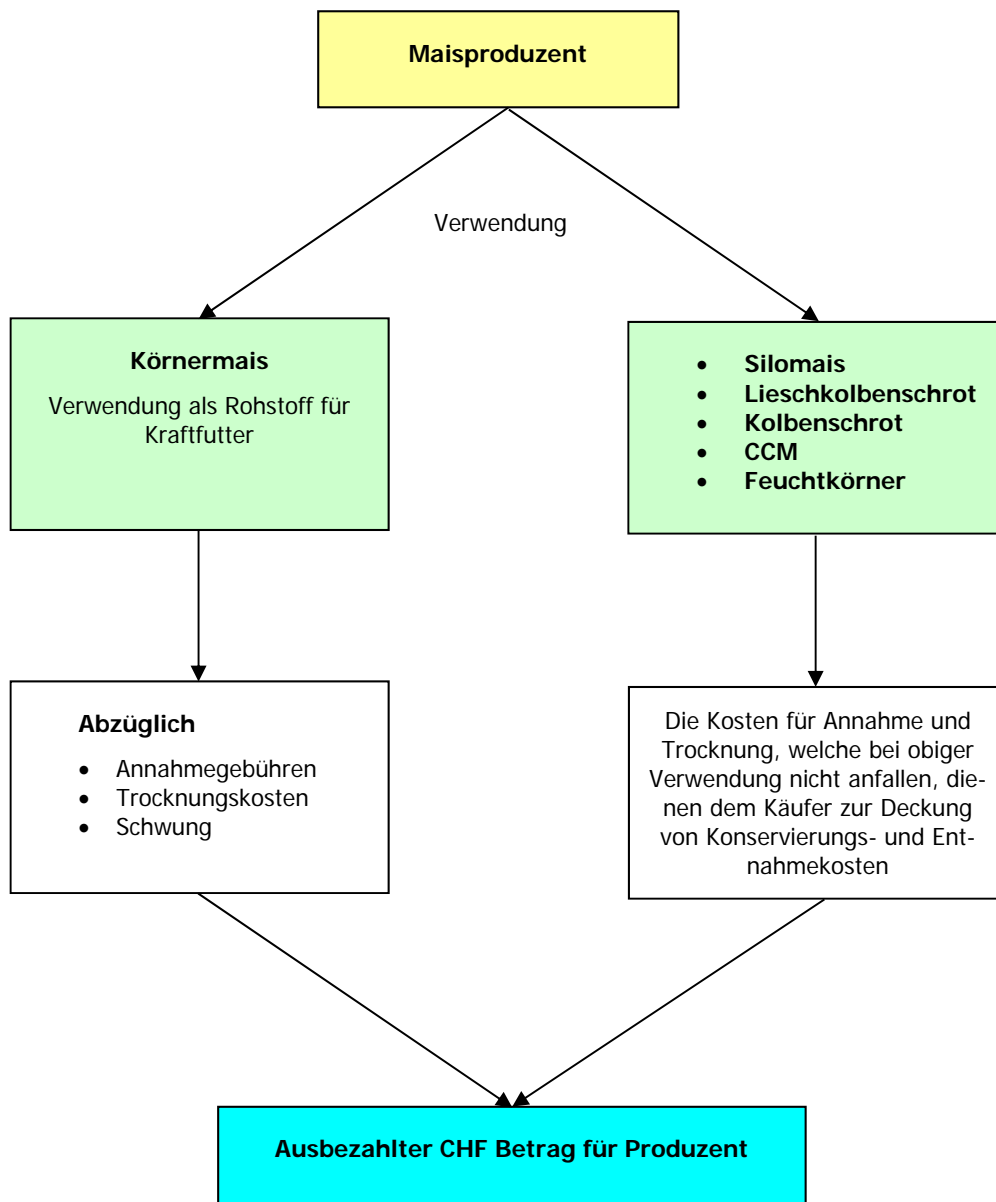 Maisproduzent
Verwendung
Körnermais
Verwendung als Rohstoff für
Kraftfutter
• Silomais
• Lieschkolbenschrot
• Kolbenschrot
• CCM
• Feuchtkörner
Abzüglich
• Annahmegebühren
• Trocknungskosten
• Schwung
Die Kosten für Annahme und
Trocknung, welche bei obiger
Verwendung nicht anfallen, die-
nen dem Käufer zur Deckung
von Konservierungs- und Ent-
nahmekosten
Ausbezahlter CHF Betrag für Produzent